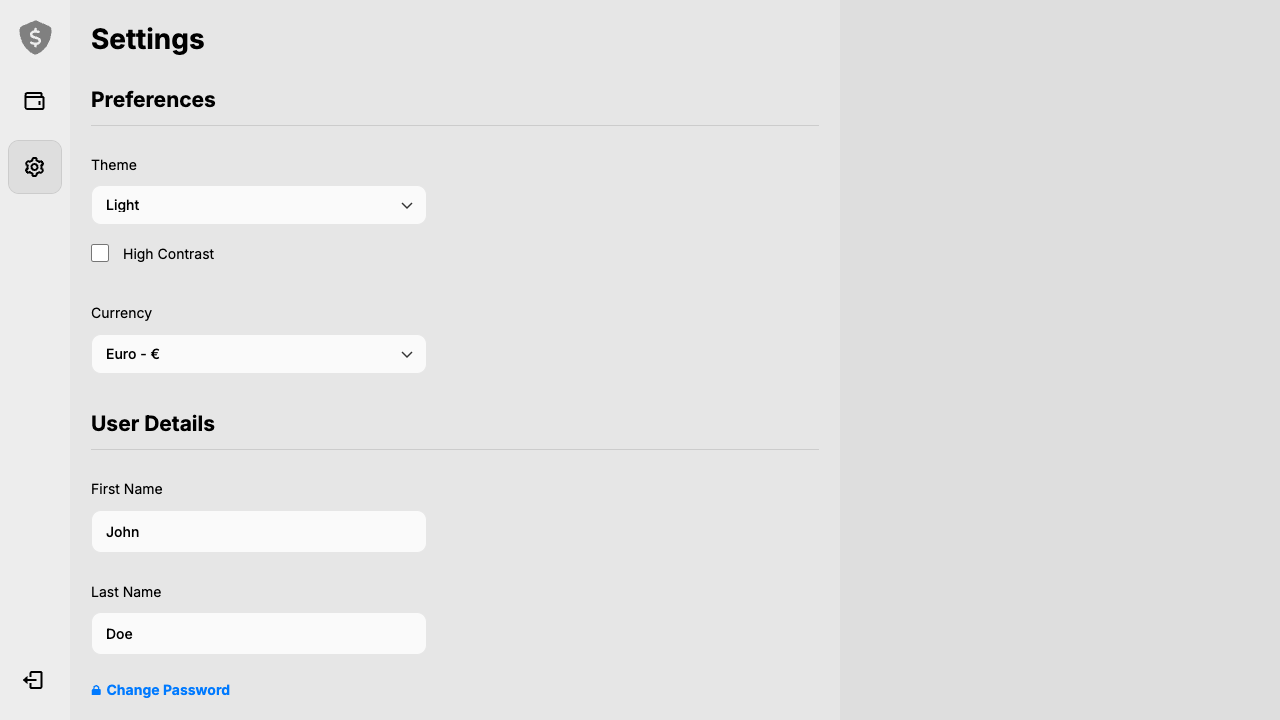 Settings
Preferences
Theme
Light
High Contrast
Currency
Euro - €
User Details
First Name
John
Last Name
Doe
Change Password